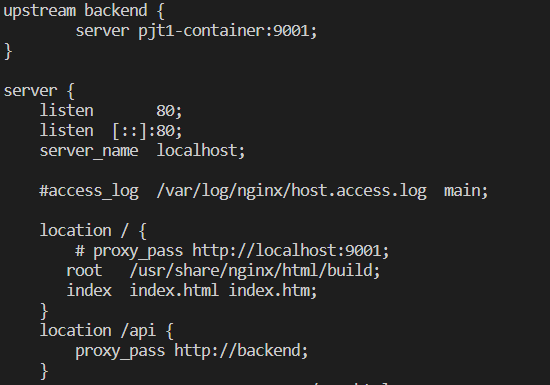 upstream backend {
server pjt1-container:9001;
}
server {
listen 80;
listen [::]:80;
server_name localhost;
#access_log /var/log/nginx/host.access.log main;
location / {
# proxy_pass http://localhost:9001;
root /usr/share/nginx/html/build;
index index.html index.htm;
}
location /api {
proxy_pass http://backend;
}